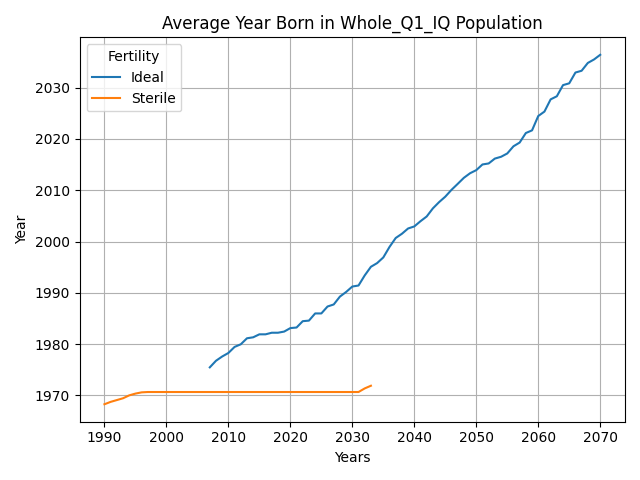 Average Year Born in Whole_Q1_IQ Population
Fertility
Ideal
Sterile
2030
2020
2010
2000
1990
1980
1970
Year
1990 2000 2010 2020 2030 2040 2050 2060 2070
Years